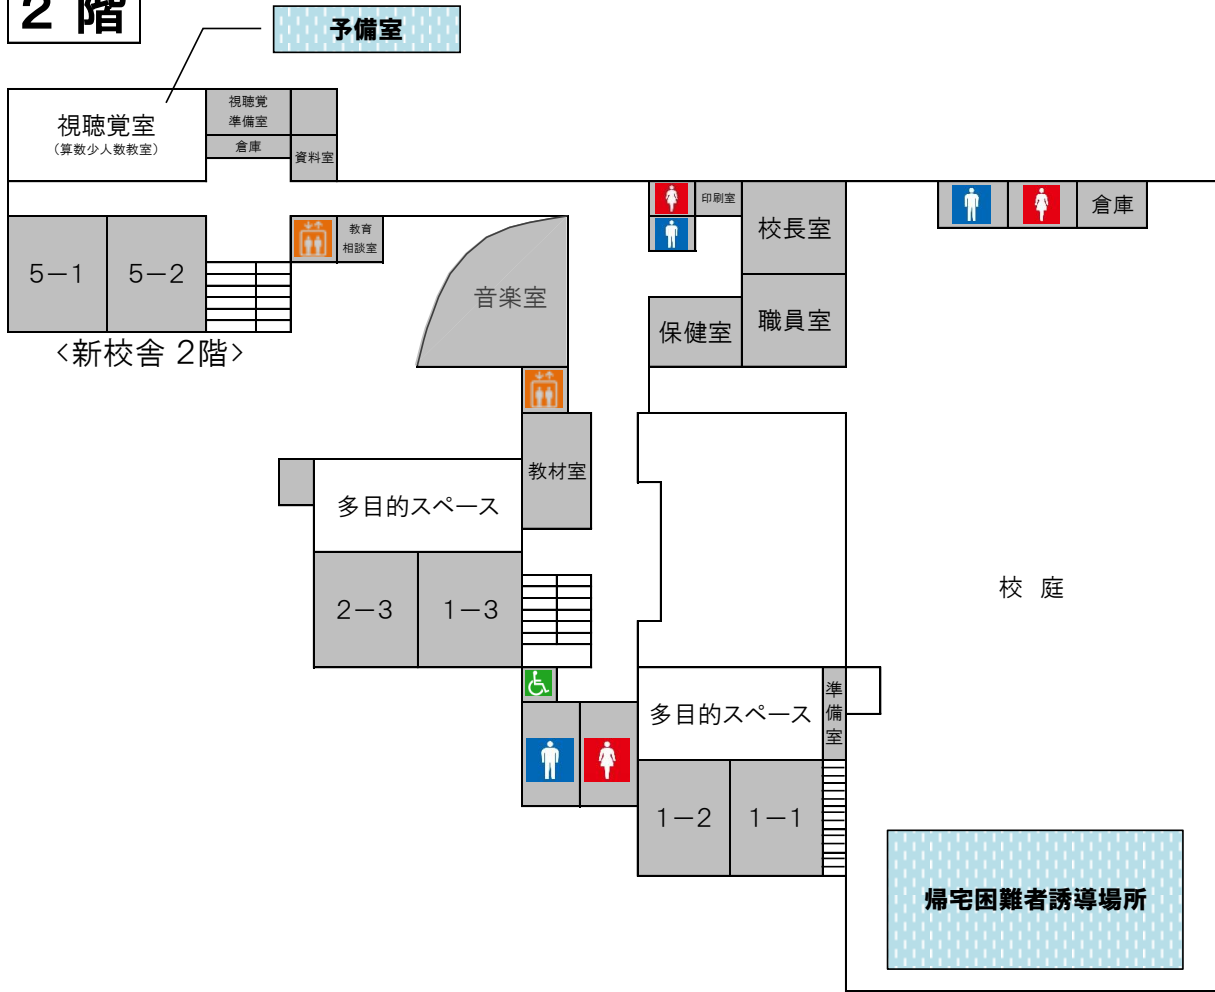 2 階
予備室
視聴覚室
（算数少人数教室）
視聴覚
準備室
倉庫
資料室
印刷室
校長室
倉庫
5－1
5－2
教育
相談室
音楽室
保健室
職員室
<新校舎 2階>
教材室
多目的スペース
2－3
1－3
校 庭
多目的スペース
準
備
室
1－2
1－1
帰宅困難者誘導場所